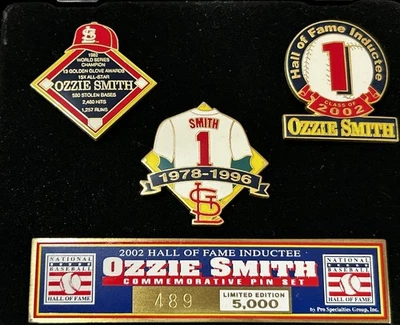 StL
1982
WORLD SERIES
CHAMPION
13 GOLDEN GLOVE AWARDS
15X ALL-STAR
OZZIE SMITH
580 STOLEN BASES
2,460 HITS
1,257 RUNS
Hall of Fame Inductee
1
CLASS OF
2002
OZZIE SMITH
SMITH
1
1978-1996
StL
2002 HALL OF FAME INDUCTEE
OZZIE SMITH
COMMEMORATIVE PIN SET
489
LIMITED EDITION
5,000
by Pro Specialties Group, Inc.
NATIONAL
BASEBALL
HALL OF FAME
NATIONAL
BASEBALL
HALL OF FAME